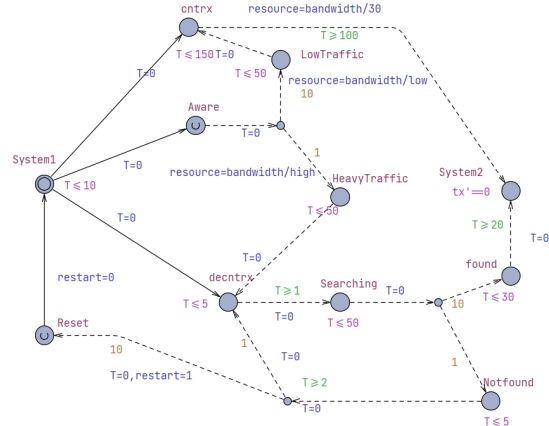 cntrx
resource=bandwidth/30
T⩾100
T⩽150
T=0
LowTraffic
T⩽50
T=0
resource=bandwidth/low
10
Aware
T=0
1
System1
T=0
resource=bandwidth/high
HeavyTraffic
System2
T⩽10
tx'==0
T⩽50
T=0
T⩾20
T=0
T=0
found
restart=0
decntrx
T⩾1
Searching
T=0
T⩽5
T=0
T⩽50
10
T⩽30
Reset
10
1
T=0
1
T=0,restart=1
T⩾2
Notfound
T=0
T⩽5